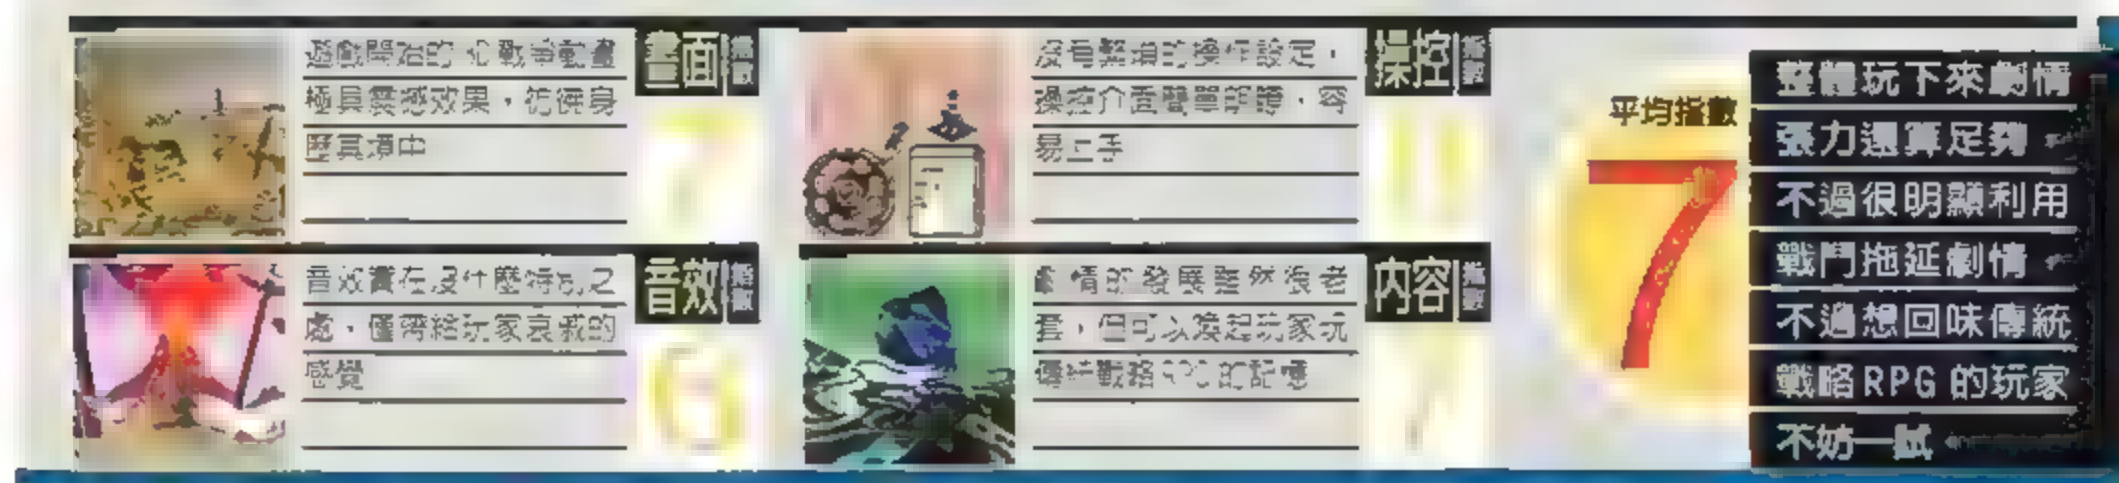 遊戲開始的 戰爭動畫
極具震撼效果，彷彿身
歷其境中
畫面指數
7
沒有繁瑣的操作設定，
操控介面簡單明瞭，容
易上手
操控指數
音效實在沒什麼特別之
處，僅帶給玩家哀戚的
感覺
音效指數
6
劇情的發展雖然很老
套，但可以喚起玩家玩
傳統戰略RPG的記憶
內容指數
7
平均指數
7
整體玩下來劇情
張力還算足夠
不過很明顯利用
戰鬥拖延劇情
不過想回味傳統
戰略RPG的玩家
不妨一試